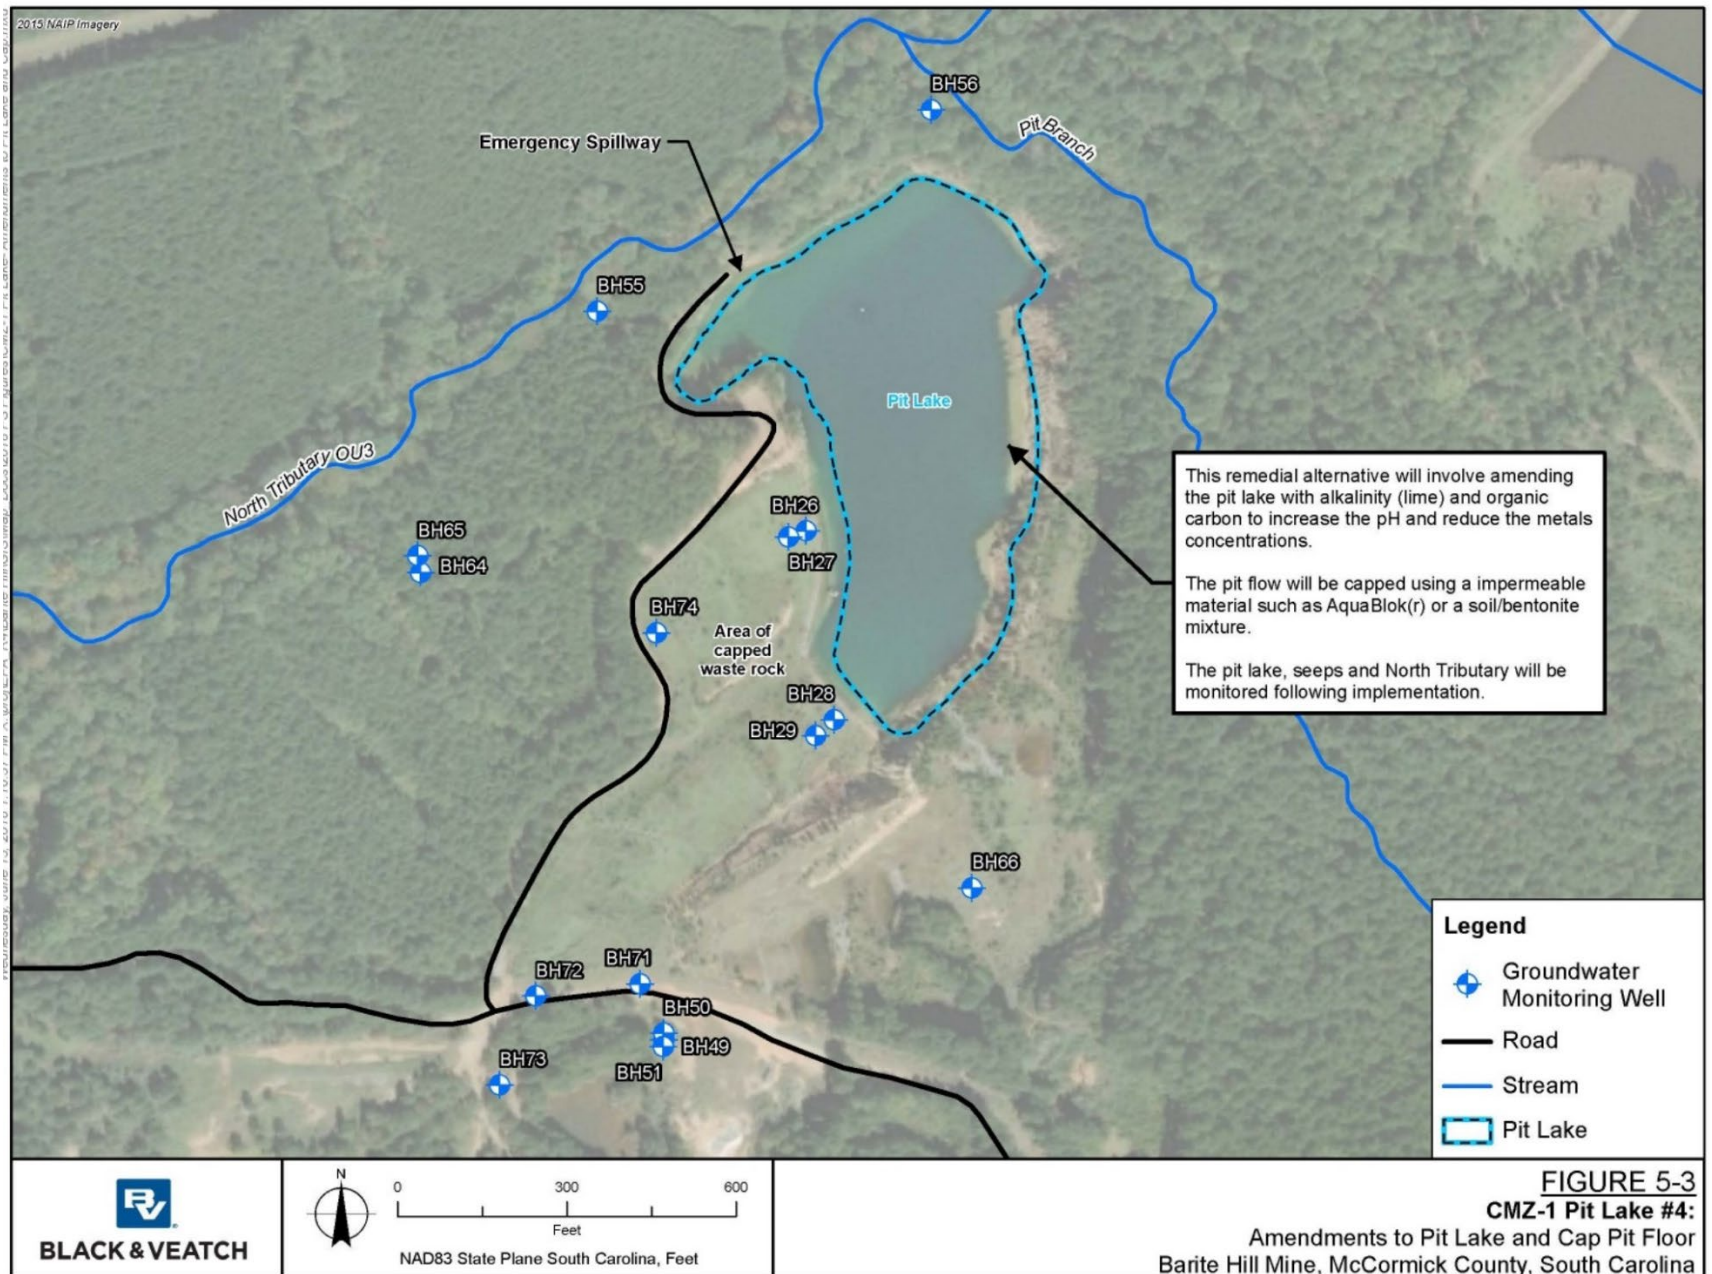 2015 NAIP Imagery
BH56
Pit Branch
Emergency Spillway
BH55
Pit Lake
North Tributary OU3
This remedial alternative will involve amending
the pit lake with alkalinity (lime) and organic
carbon to increase the pH and reduce the metals
concentrations.
The pit flow will be capped using a impermeable
material such as AquaBlok(r) or a soil/bentonite
mixture.
The pit lake, seeps and North Tributary will be
monitored following implementation.
BH26
BH27
BH65
BH64
BH74
Area of
capped
waste rock
BH28
BH29
BH66
BH71
BH72
BH50
BH49
BH51
BH73
Legend
Groundwater
Monitoring Well
Road
Stream
Pit Lake
BV
BLACK & VEATCH
N
0 300 600
Feet
NAD83 State Plane South Carolina, Feet
FIGURE 5-3
CMZ-1 Pit Lake #4:
Amendments to Pit Lake and Cap Pit Floor
Barite Hill Mine, McCormick County, South Carolina